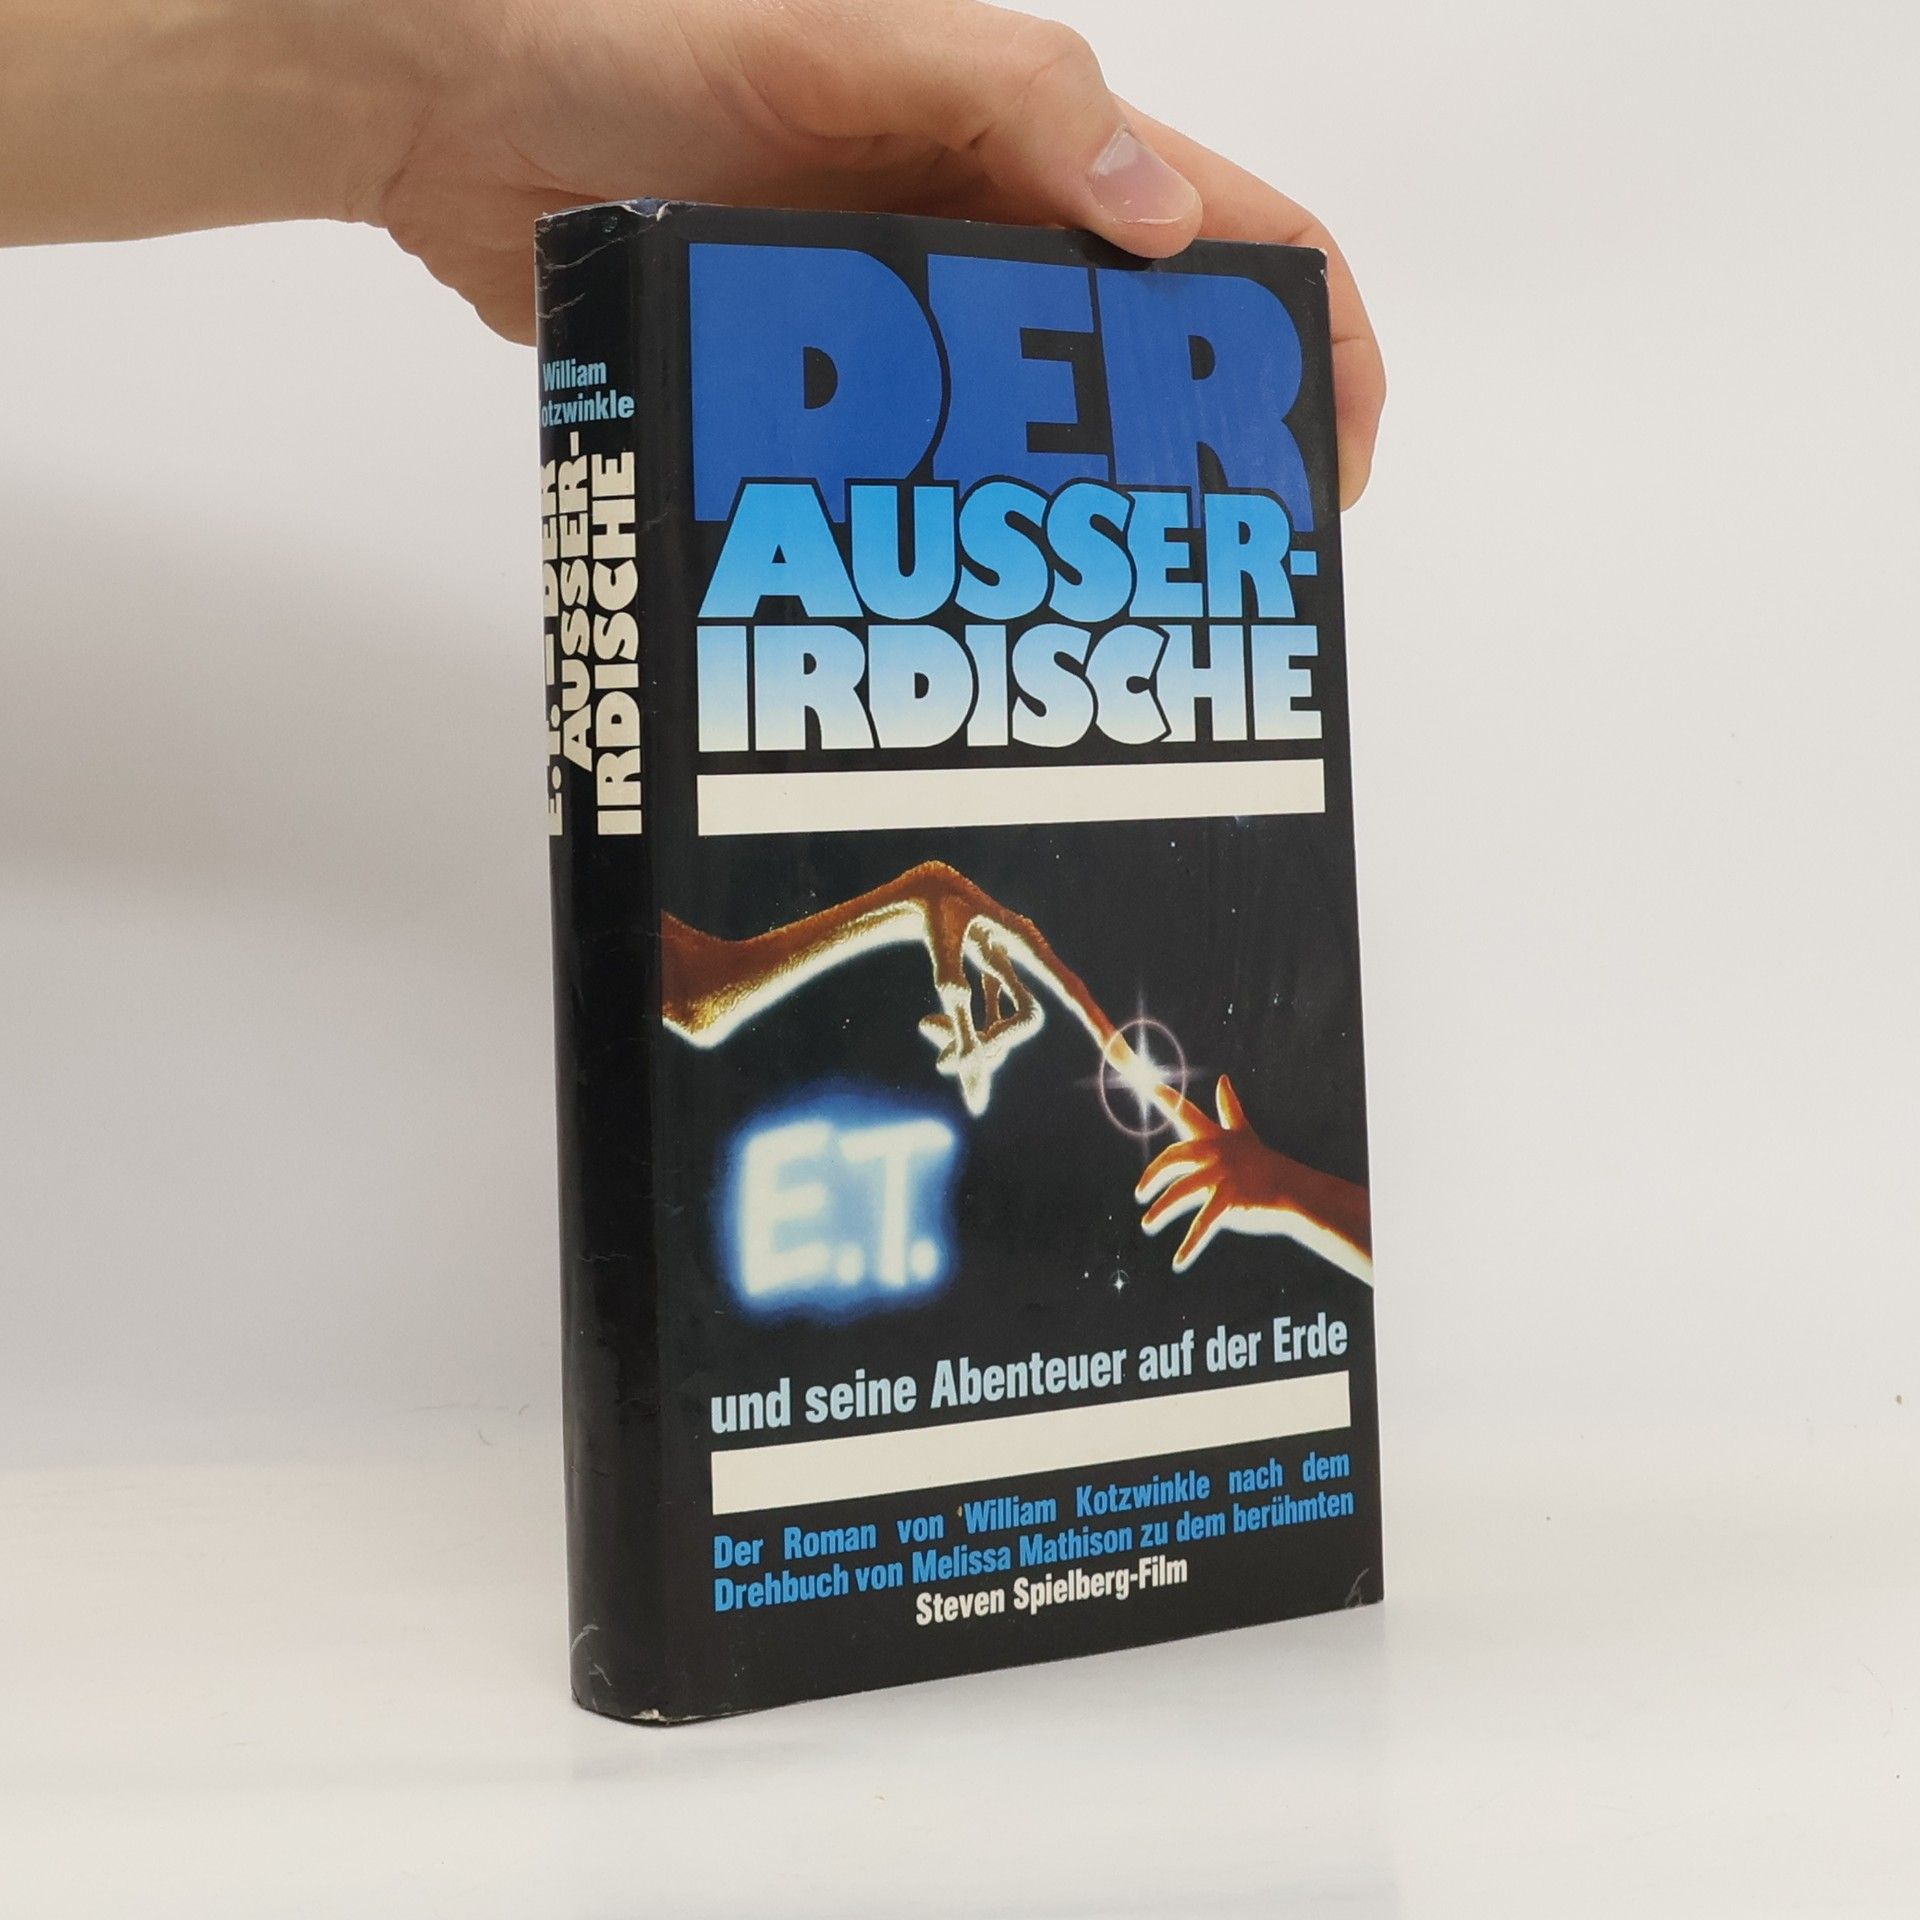 William
otzwinkle
E.T. – DER
AUSSER-
IRDISCHE
DER
AUSSER-
IRDISCHE
E.T.
und seine Abenteuer auf der Erde
Der Roman von William Kotzwinkle nach dem
Drehbuch von Melissa Mathison zu dem berühmten
Steven Spielberg-Film